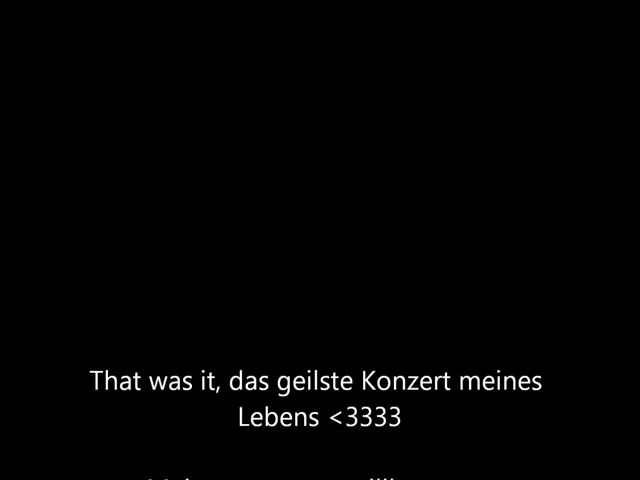 That was it, das geilste Konzert meines
Lebens <3333